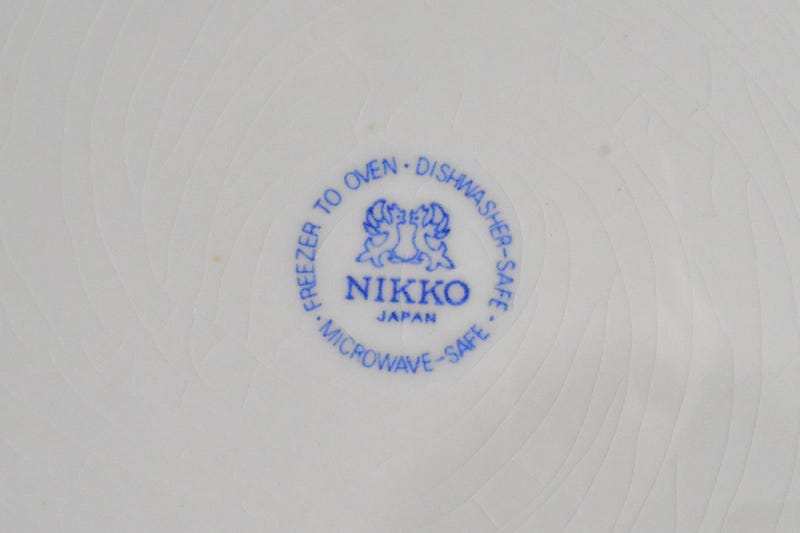 FREEZER TO OVEN · DISHWASHER-SAFE · MICROWAVE-SAFE ·
NIKKO
JAPAN